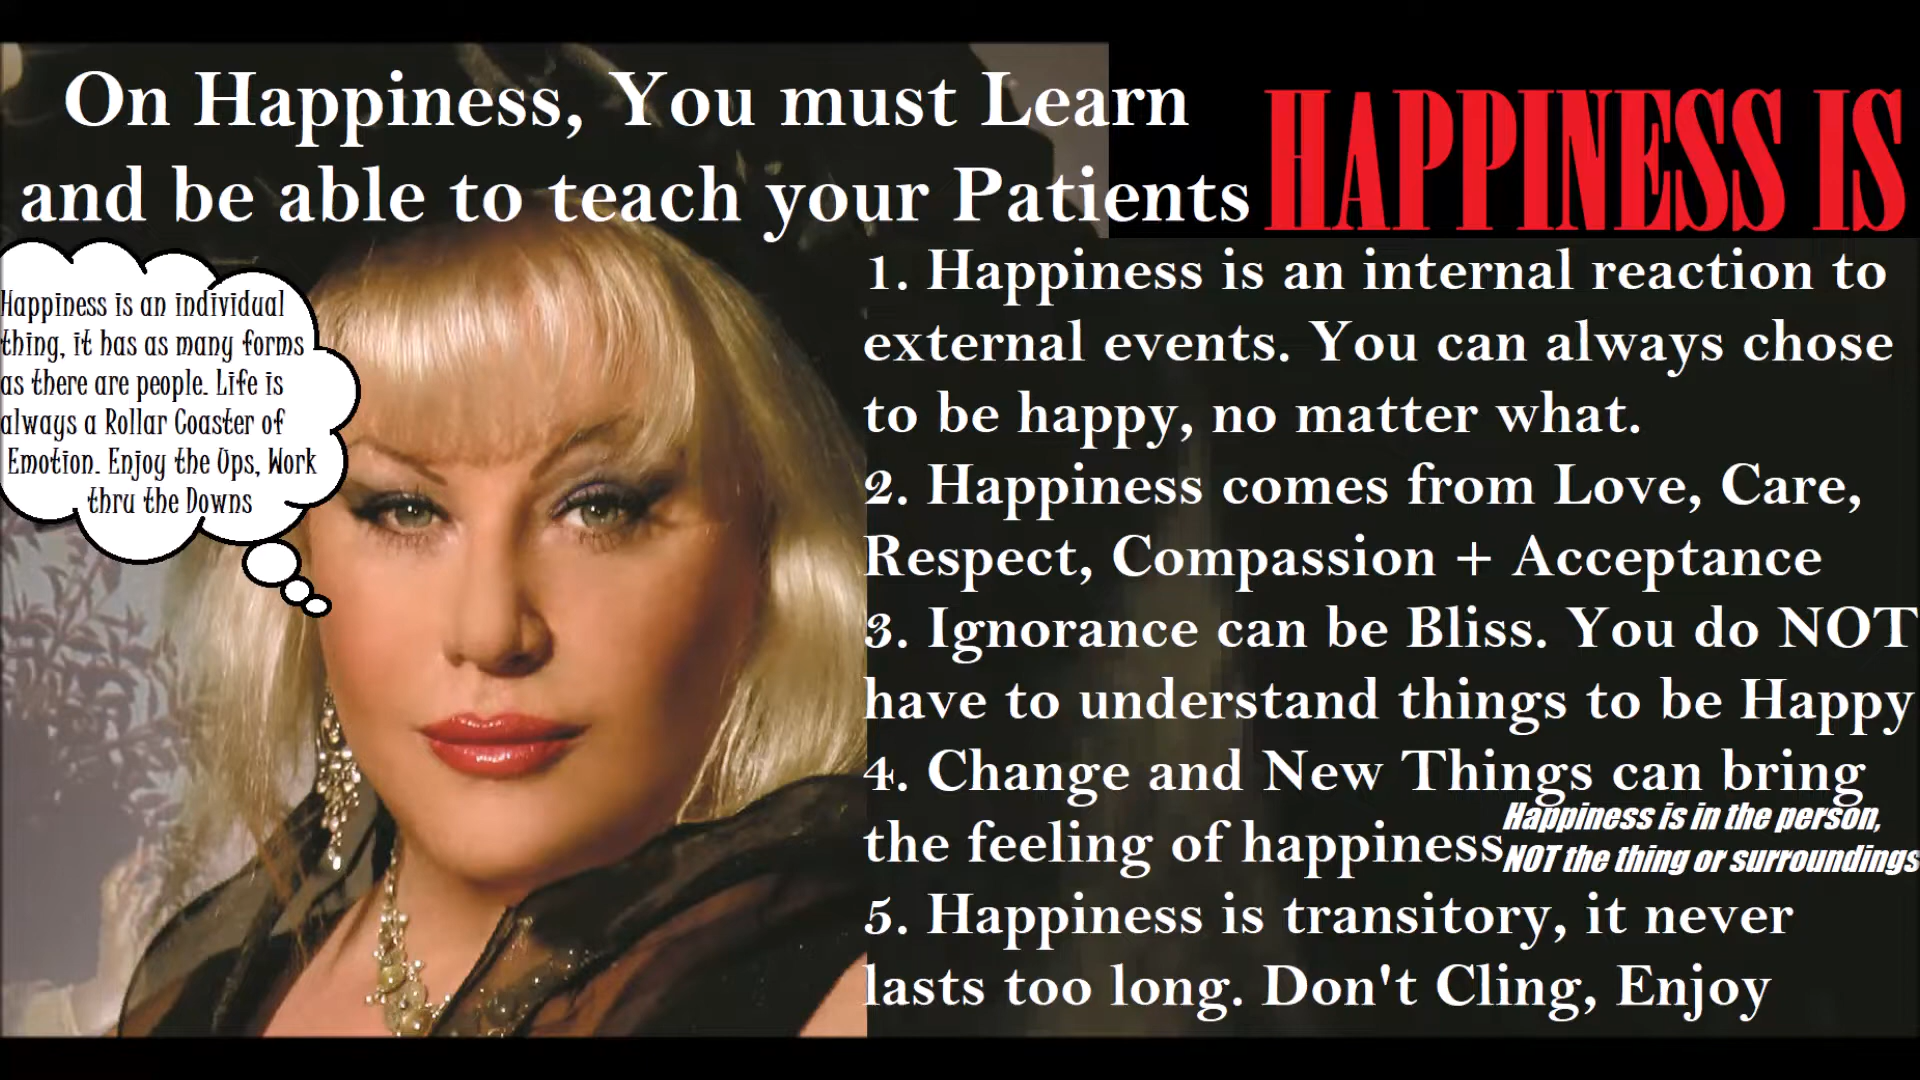 On Happiness, You must Learn
and be able to teach your Patients
HAPPINESS IS
Happiness is an individual
thing, it has as many forms
as there are people. Life is
always a Rollar Coaster of
Emotion. Enjoy the Ups, Work
thru the Downs
1. Happiness is an internal reaction to
external events. You can always chose
to be happy, no matter what.
2. Happiness comes from Love, Care,
Respect, Compassion + Acceptance
3. Ignorance can be Bliss. You do NOT
have to understand things to be Happy
4. Change and New Things can bring
the feeling of happiness
Happiness is in the person,
NOT the thing or surroundings
5. Happiness is transitory, it never
lasts too long. Don't Cling, Enjoy